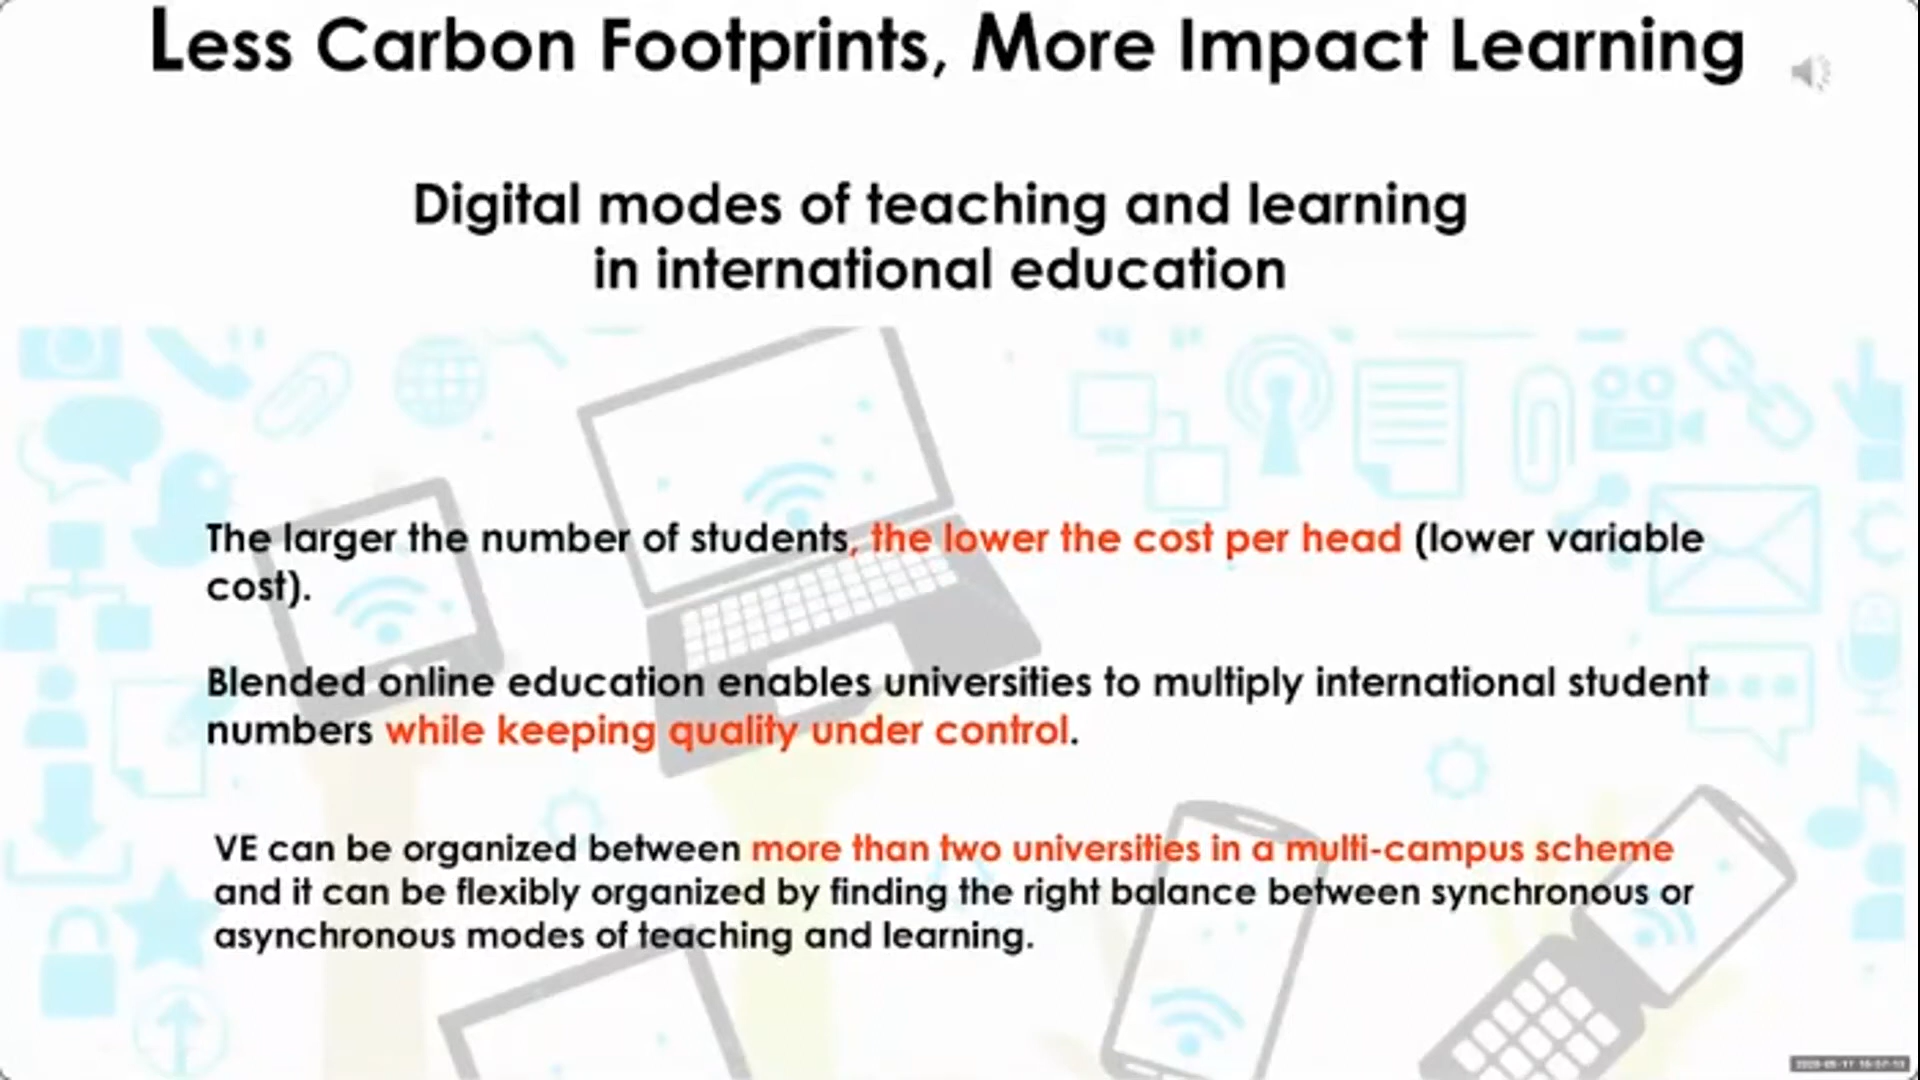 Less Carbon Footprints, More Impact Learning
Digital modes of teaching and learning
in international education
The larger the number of students, the lower the cost per head (lower variable
cost).
Blended online education enables universities to multiply international student
numbers while keeping quality under control.
VE can be organized between more than two universities in a multi-campus scheme
and it can be flexibly organized by finding the right balance between synchronous or
asynchronous modes of teaching and learning.